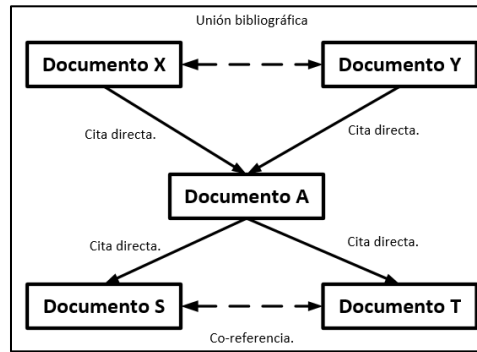 Unión bibliográfica
Documento X
Documento Y
Cita directa.
Cita directa.
Documento A
Cita directa.
Cita directa.
Documento S
Documento T
Co-referencia.